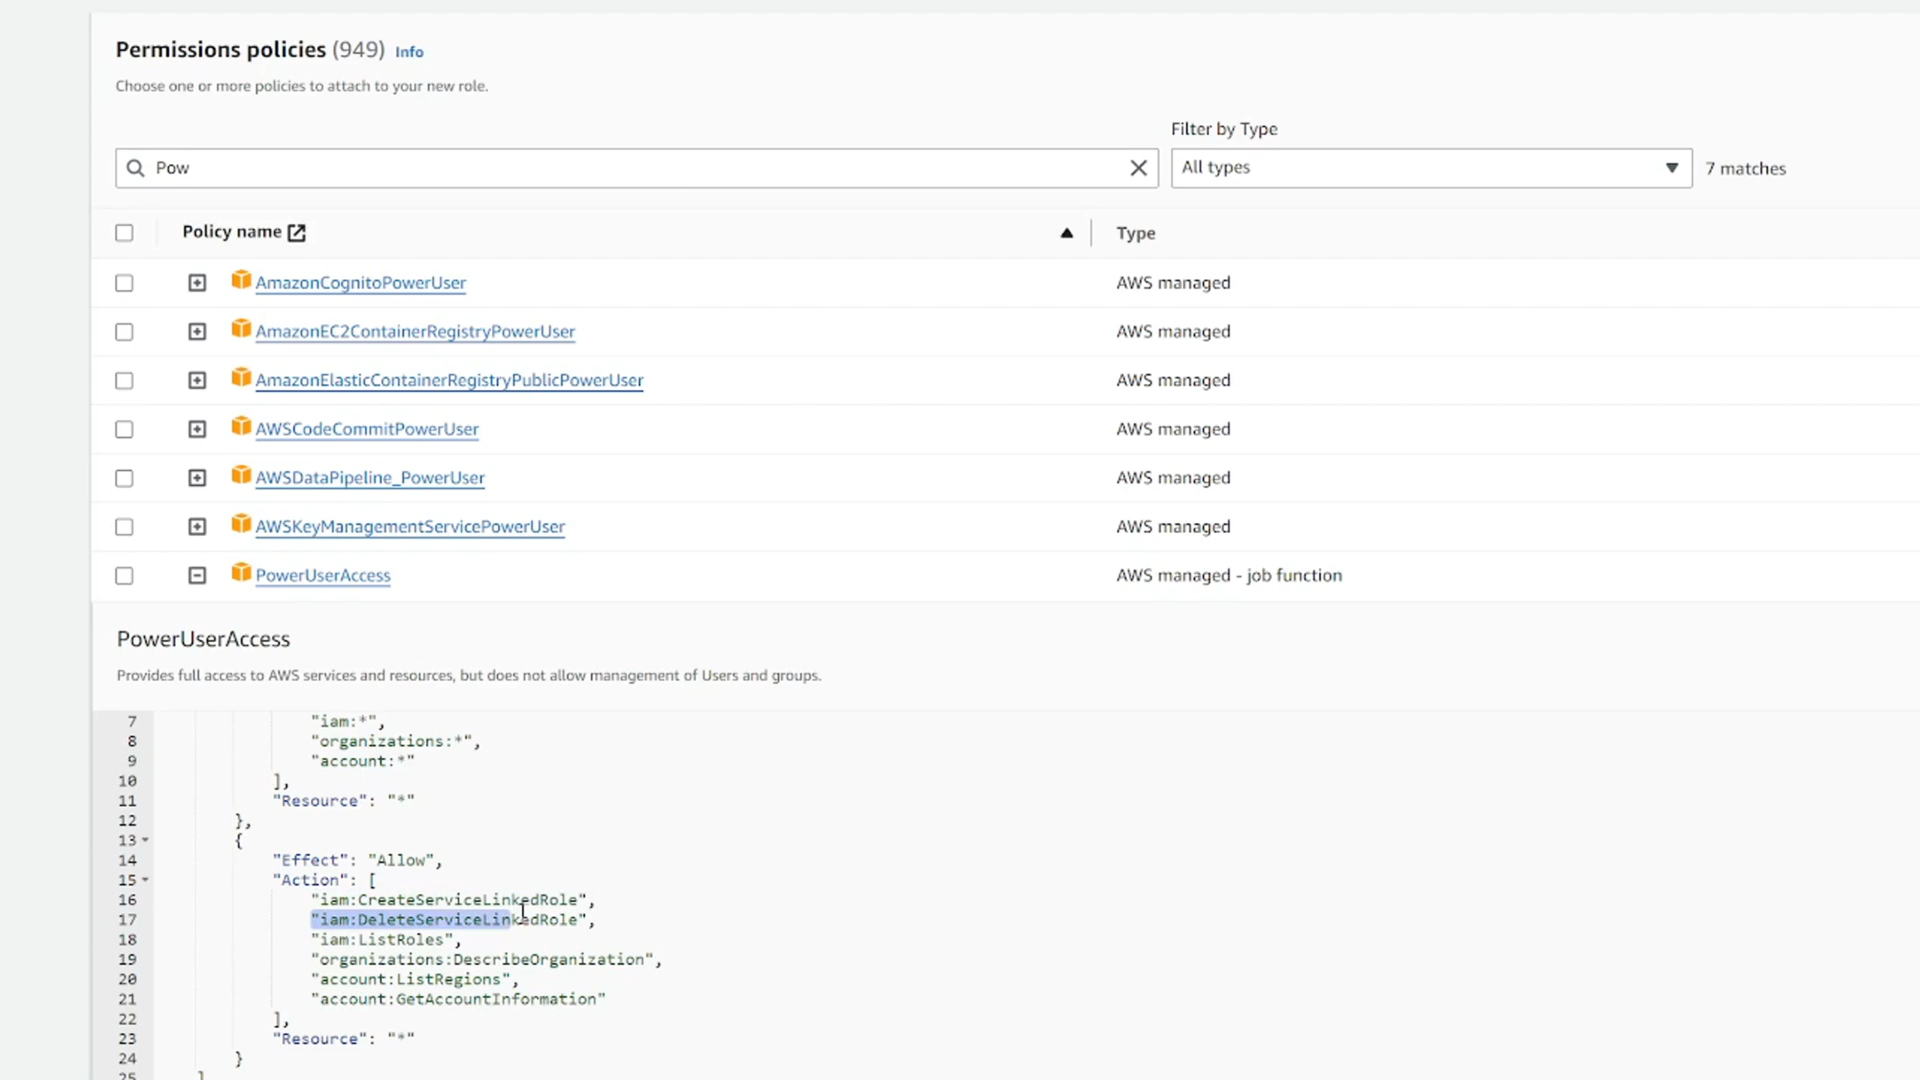 Permissions policies (949) Info
Choose one or more policies to attach to your new role.
Filter by Type
Pow
All types
7 matches
Policy name
Type
AmazonCognitoPowerUser AWS managed
AmazonEC2ContainerRegistryPowerUser AWS managed
AmazonElasticContainerRegistryPublicPowerUser AWS managed
AWSCodeCommitPowerUser AWS managed
AWSDataPipeline_PowerUser AWS managed
AWSKeyManagementServicePowerUser AWS managed
PowerUserAccess AWS managed - job function
PowerUserAccess
Provides full access to AWS services and resources, but does not allow management of Users and groups.
7 "iam:*",
8 "organizations:*",
9 "account:*"
10 ],
11 "Resource": "*"
12 },
13 {
14 "Effect": "Allow",
15 "Action": [
16 "iam:CreateServiceLinkedRole",
17 "iam:DeleteServiceLinkedRole",
18 "iam:ListRoles",
19 "organizations:DescribeOrganization",
20 "account:ListRegions",
21 "account:GetAccountInformation"
22 ],
23 "Resource": "*"
24 }
25 ]